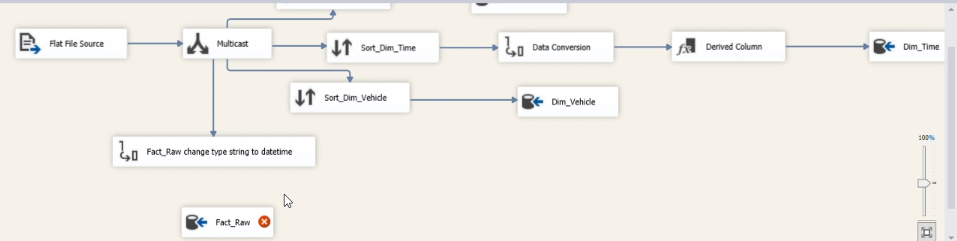 Flat File Source
Multicast
Sort_Dim_Time
Data Conversion
Derived Column
Dim_Time
Sort_Dim_Vehicle
Dim_Vehicle
100%
Fact_Raw change type string to datetime
Fact_Raw